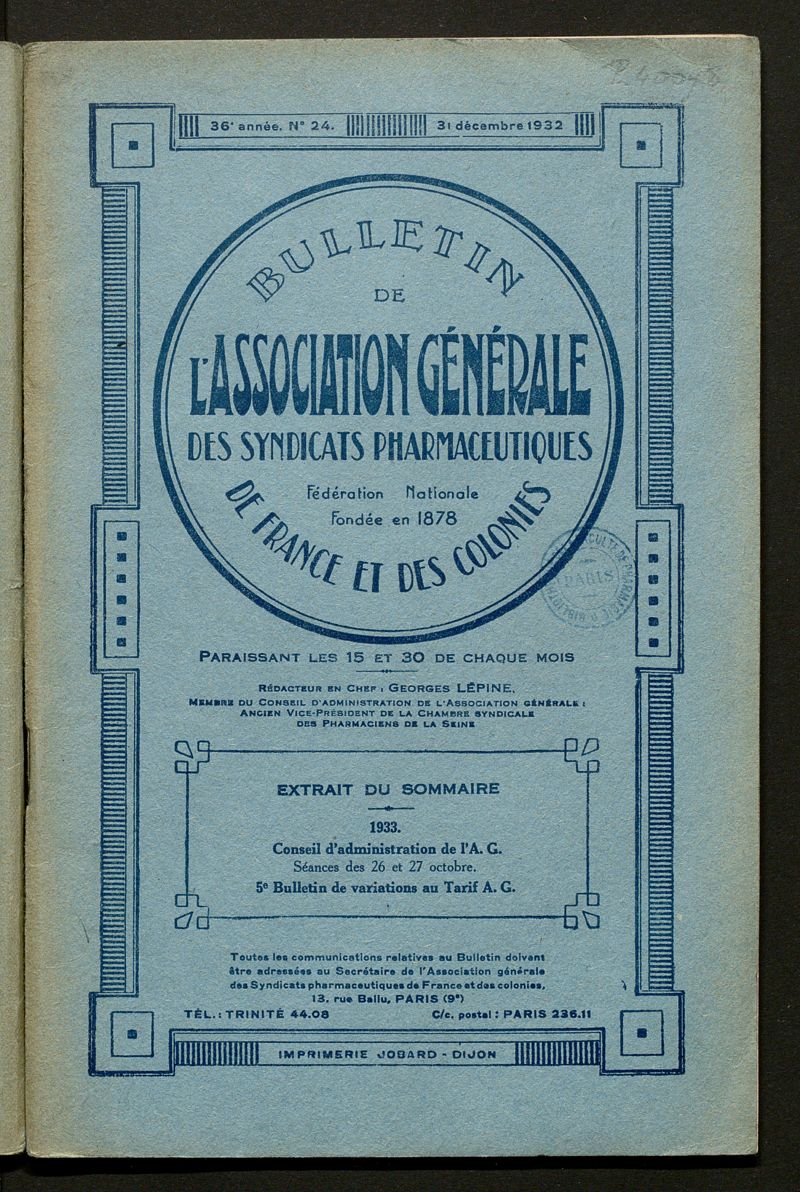 36e année. N° 24. 31 décembre 1932
BULLETIN
DE
L'ASSOCIATION GÉNÉRALE
DES SYNDICATS PHARMACEUTIQUES
Fédération Nationale
Fondée en 1878
DE FRANCE ET DES COLONIES
PARIS
PARAISSANT LES 15 ET 30 DE CHAQUE MOIS
RÉDACTEUR EN CHEF : GEORGES LÉPINE,
MEMBRE DU CONSEIL D'ADMINISTRATION DE L'ASSOCIATION GÉNÉRALE :
ANCIEN VICE-PRÉSIDENT DE LA CHAMBRE SYNDICALE
DES PHARMACIENS DE LA SEINE
EXTRAIT DU SOMMAIRE
1933.
Conseil d'administration de l'A. G.
Séances des 26 et 27 octobre.
5e Bulletin de variations au Tarif A. G.
Toutes les communications relatives au Bulletin doivent
être adressées au Secrétaire de l'Association générale
des Syndicats pharmaceutiques de France et des colonies,
13, rue Ballu, PARIS (9e)
TÉL. : TRINITÉ 44.08 C/c. postal : PARIS 236.11
IMPRIMERIE JOBARD - DIJON